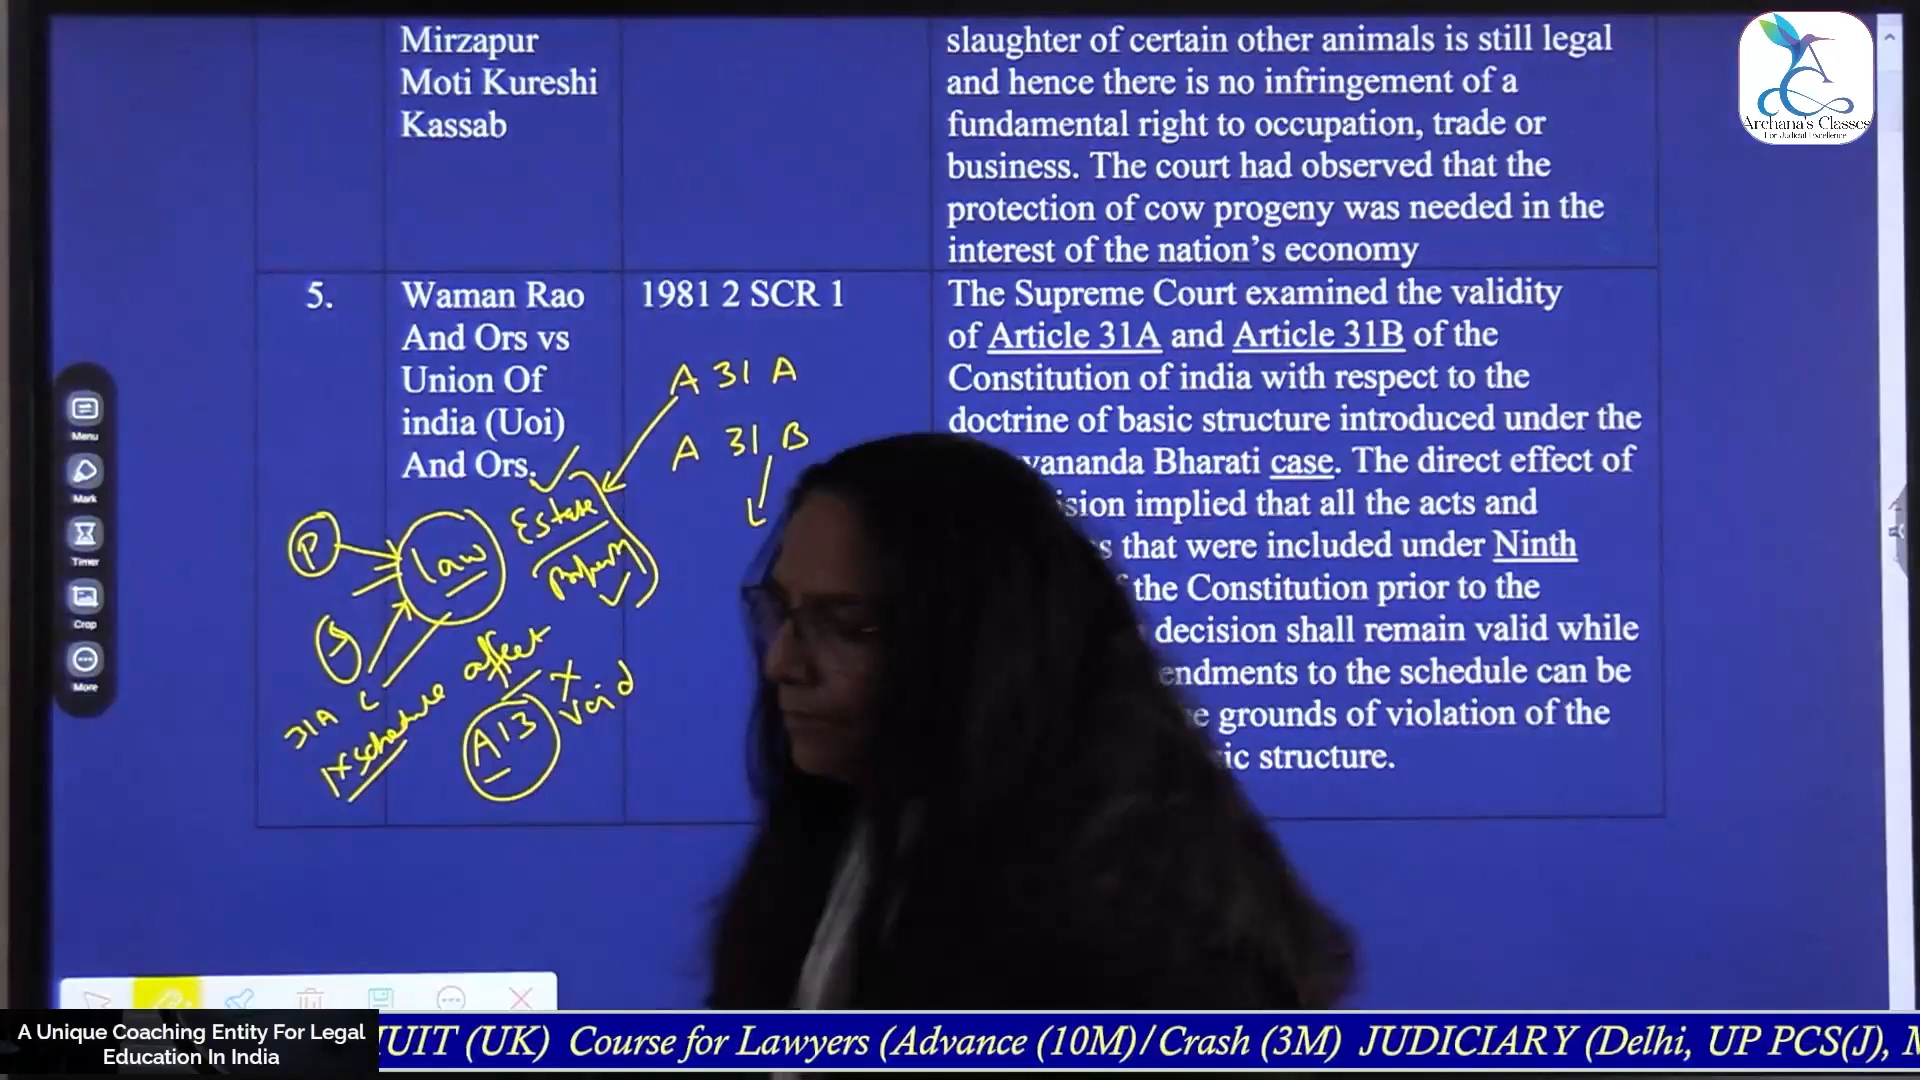 Mirzapur
Moti Kureshi
Kassab
slaughter of certain other animals is still legal
and hence there is no infringement of a
fundamental right to occupation, trade or
business. The court had observed that the
protection of cow progeny was needed in the
interest of the nation's economy
5.
Waman Rao
And Ors vs
Union Of
india (Uoi)
And Ors.
1981 2 SCR 1
The Supreme Court examined the validity
of Article 31A and Article 31B of the
Constitution of india with respect to the
doctrine of basic structure introduced under the
vananda Bharati case. The direct effect of
sion implied that all the acts and
s that were included under Ninth
f the Constitution prior to the
decision shall remain valid while
endments to the schedule can be
e grounds of violation of the
ic structure.
A 31 A
A 31 B
P
law
Estate
property
31A
IX schedule
affect
A13
void
Menu
Mark
Timer
Crop
More
Archana's Classes
For Judicial Excellence
A Unique Coaching Entity For Legal
Education In India
TUIT (UK) Course for Lawyers (Advance (10M)/Crash (3M) JUDICIARY (Delhi, UP PCS(J), M